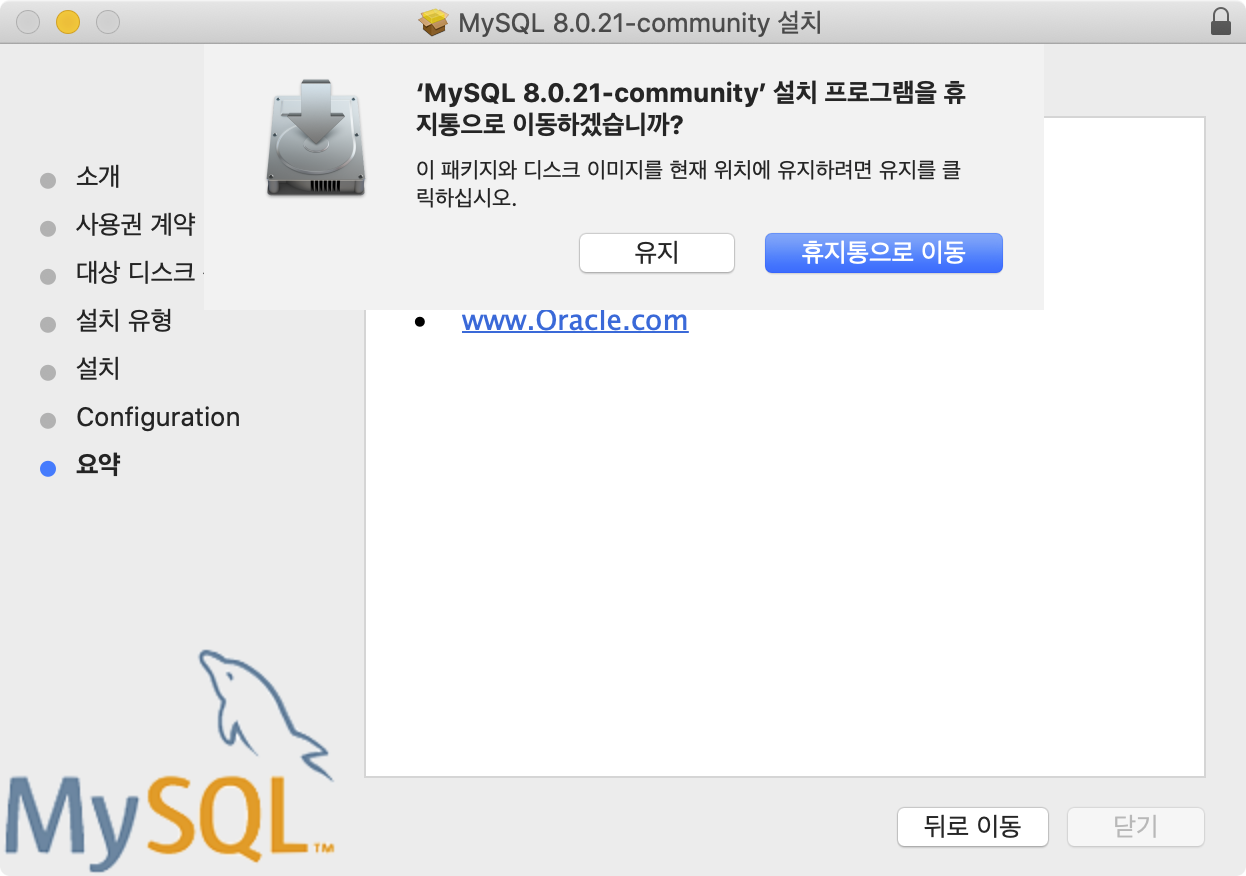 MySQL 8.0.21-community 설치
‘MySQL 8.0.21-community’ 설치 프로그램을 휴
지통으로 이동하겠습니까?
이 패키지와 디스크 이미지를 현재 위치에 유지하려면 유지를 클
릭하십시오.
유지
휴지통으로 이동
소개
사용권 계약
대상 디스크
설치 유형
설치
Configuration
요약
www.Oracle.com
MySQL™
뒤로 이동
닫기